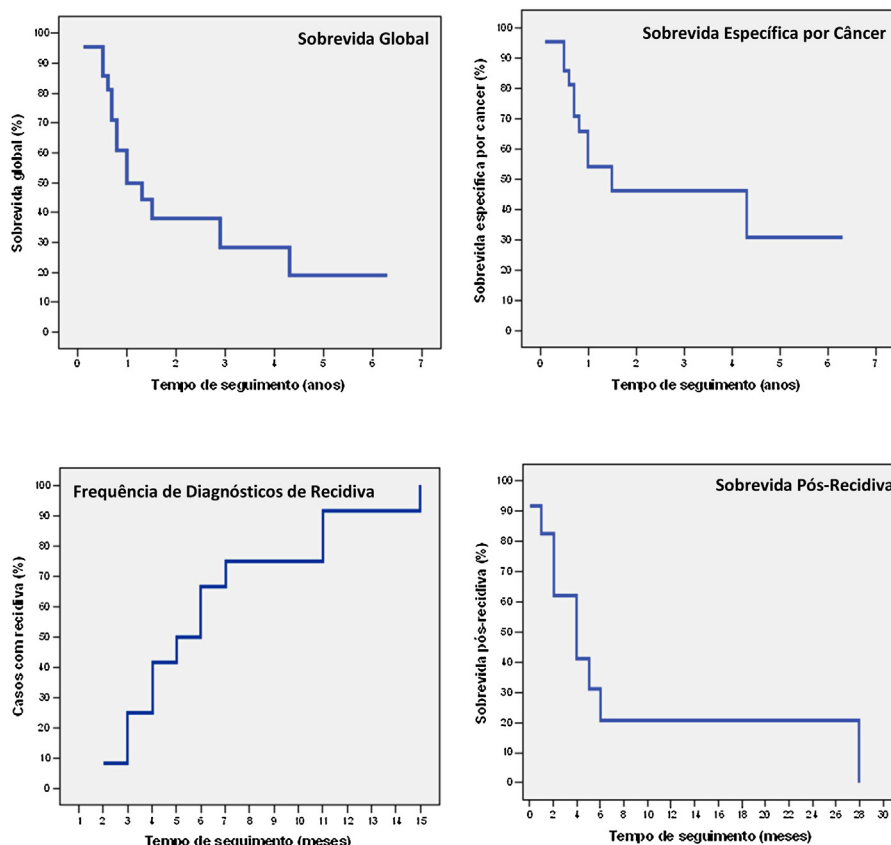 Sobrevida Global
Sobrevida global (%)
100
90
80
70
60
50
40
30
20
10
0
0 1 2 3 4 5 6 7
Tempo de seguimento (anos)
Sobrevida Específica por Câncer
Sobrevida específica por cancer (%)
100
90
80
70
60
50
40
30
20
10
0
0 1 2 3 4 5 6 7
Tempo de seguimento (anos)
Frequência de Diagnósticos de Recidiva
Casos com recidiva (%)
100
90
80
70
60
50
40
30
20
10
0
1 2 3 4 5 6 7 8 9 10 11 12 13 14 15
Tempo de seguimento (meses)
Sobrevida Pós-Recidiva
Sobrevida pós-recidiva (%)
100
90
80
70
60
50
40
30
20
10
0
0 2 4 6 8 10 12 14 16 18 20 22 24 26 28 30
Tempo de seguimento (meses)